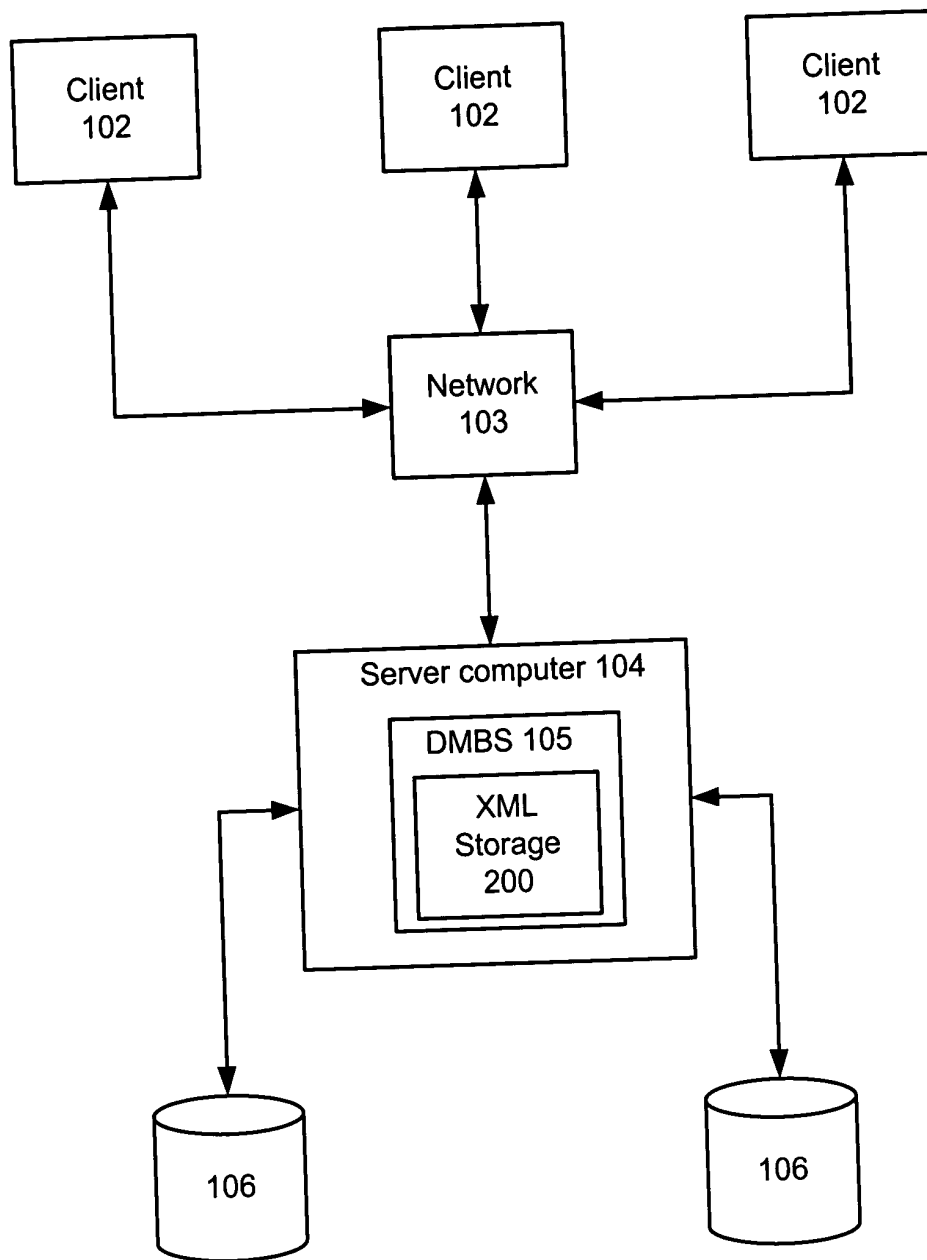 Client
102
Client
102
Client
102
Network
103
Server computer 104
DMBS 105
XML
Storage
200
106
106